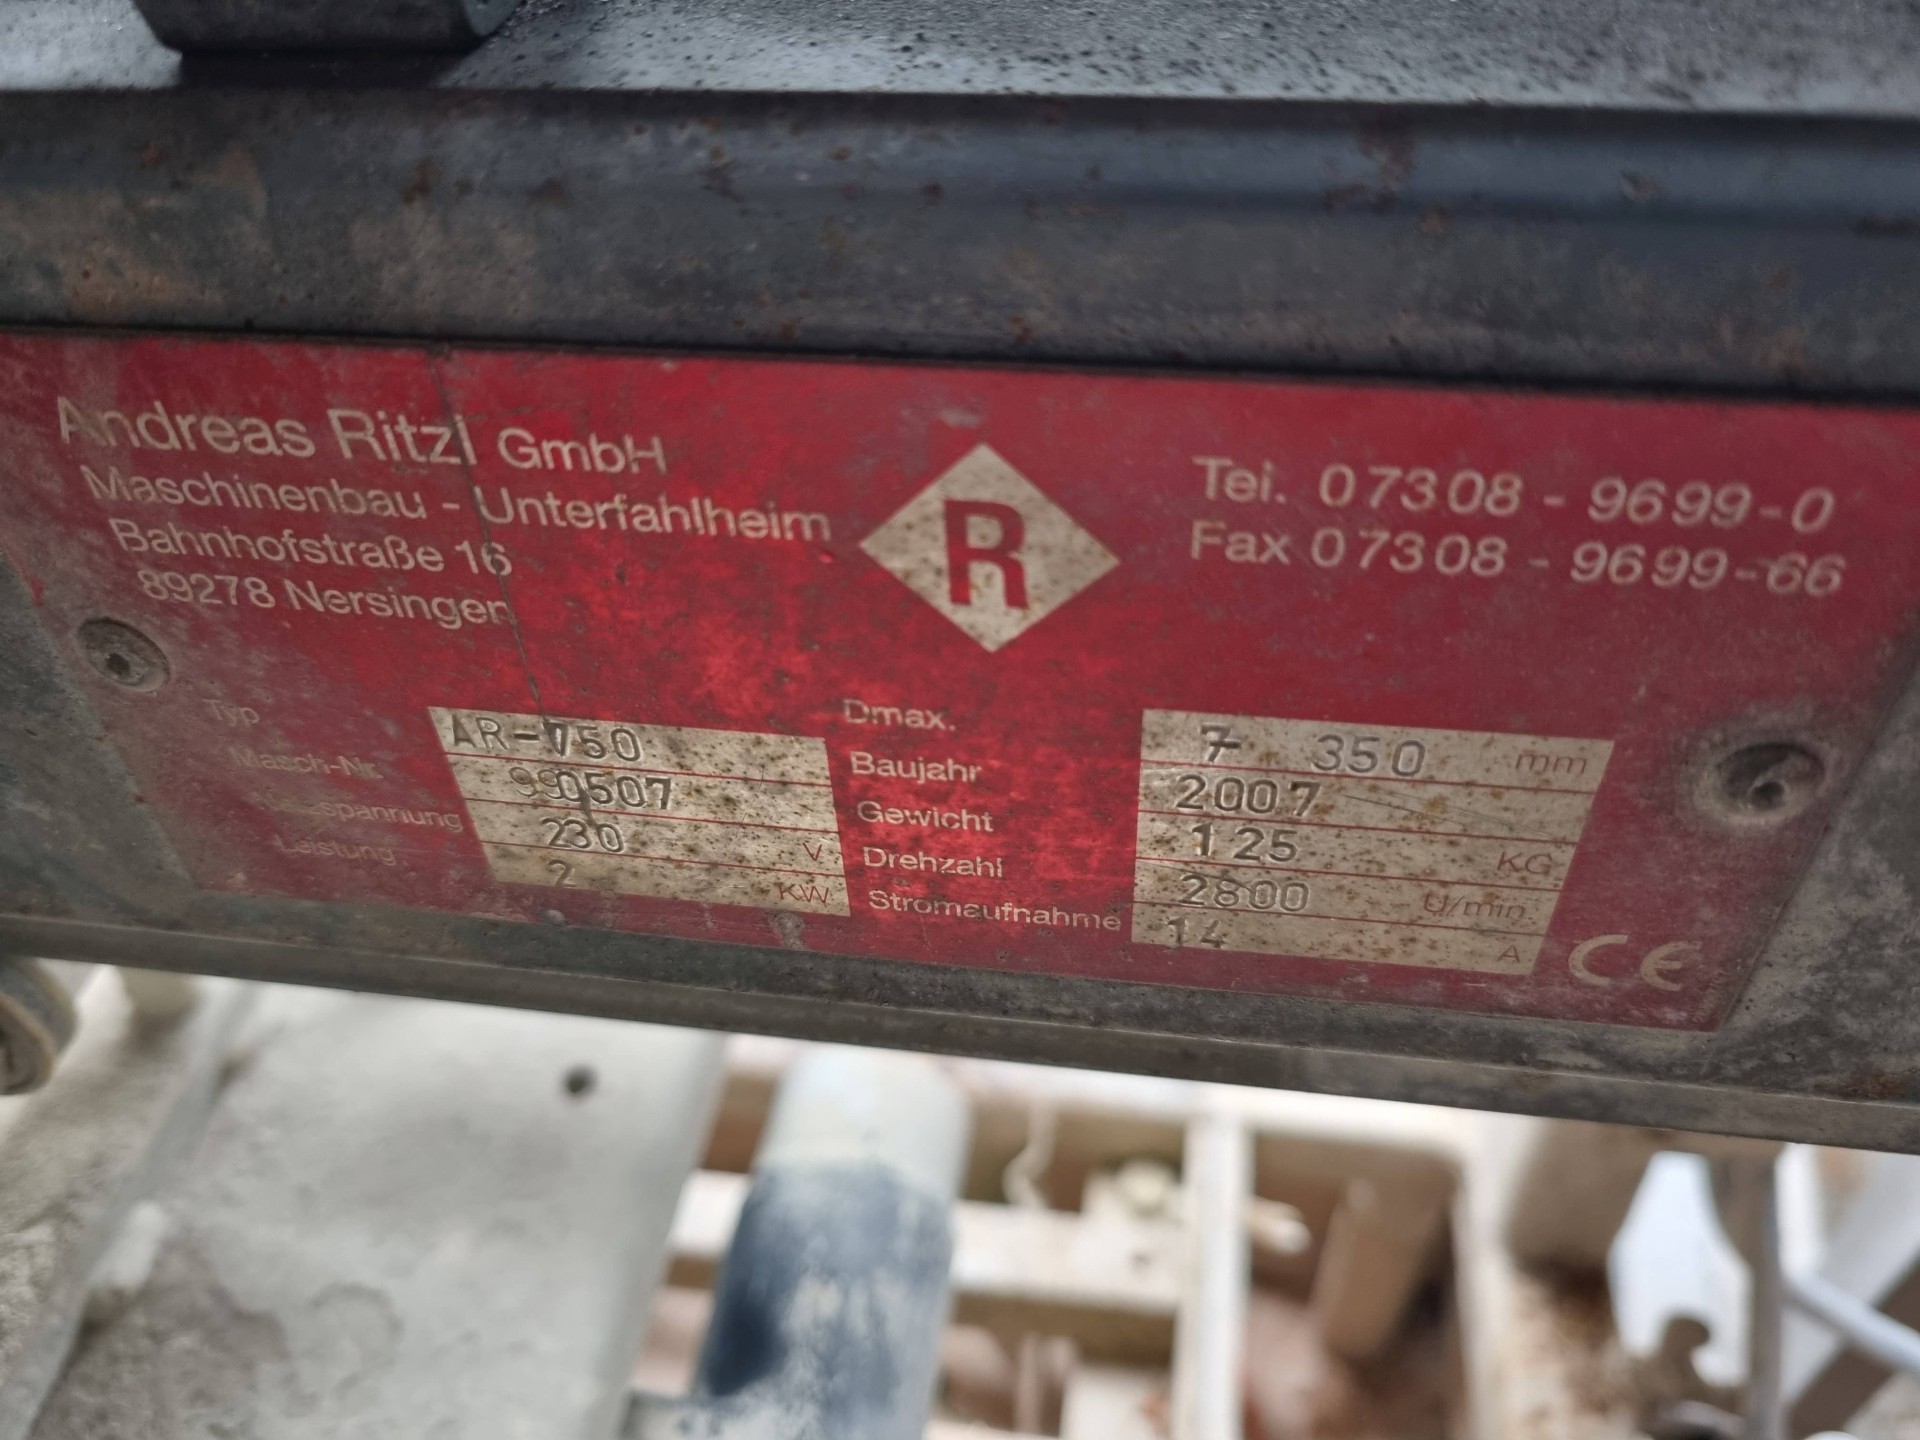 Andreas Ritzl GmbH
Maschinenbau - Unterfahlheim
Bahnhofstraße 16
89278 Nersingen
R
Tel. 07308 - 9699-0
Fax 07308 - 9699-66
Typ AR-750
Masch-Nr. 990507
230 V
Leistung 2 KW
Dmax. 7 350 mm
Baujahr 2007
Gewicht 125 KG
Drehzahl 2800 U/min
Stromaufnahme 14 A
CE